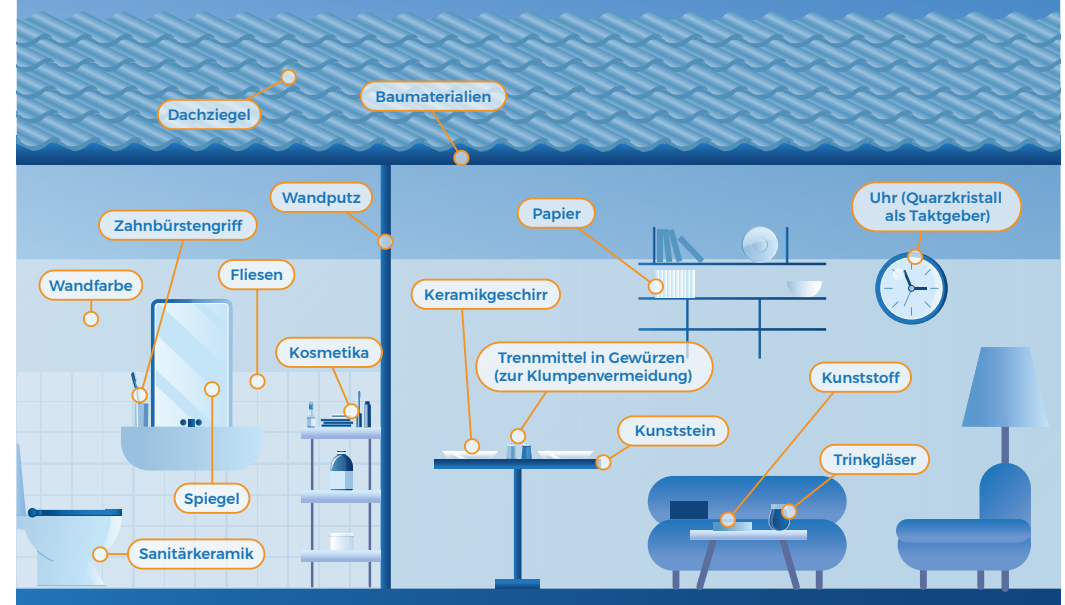 Dachziegel
Baumaterialien
Wandputz
Zahnbürstengriff
Papier
Uhr (Quarzkristall
als Taktgeber)
Wandfarbe
Fliesen
Keramikgeschirr
Kosmetika
Trennmittel in Gewürzen
(zur Klumpenvermeidung)
Kunststoff
Kunststein
Trinkgläser
Spiegel
Sanitärkeramik